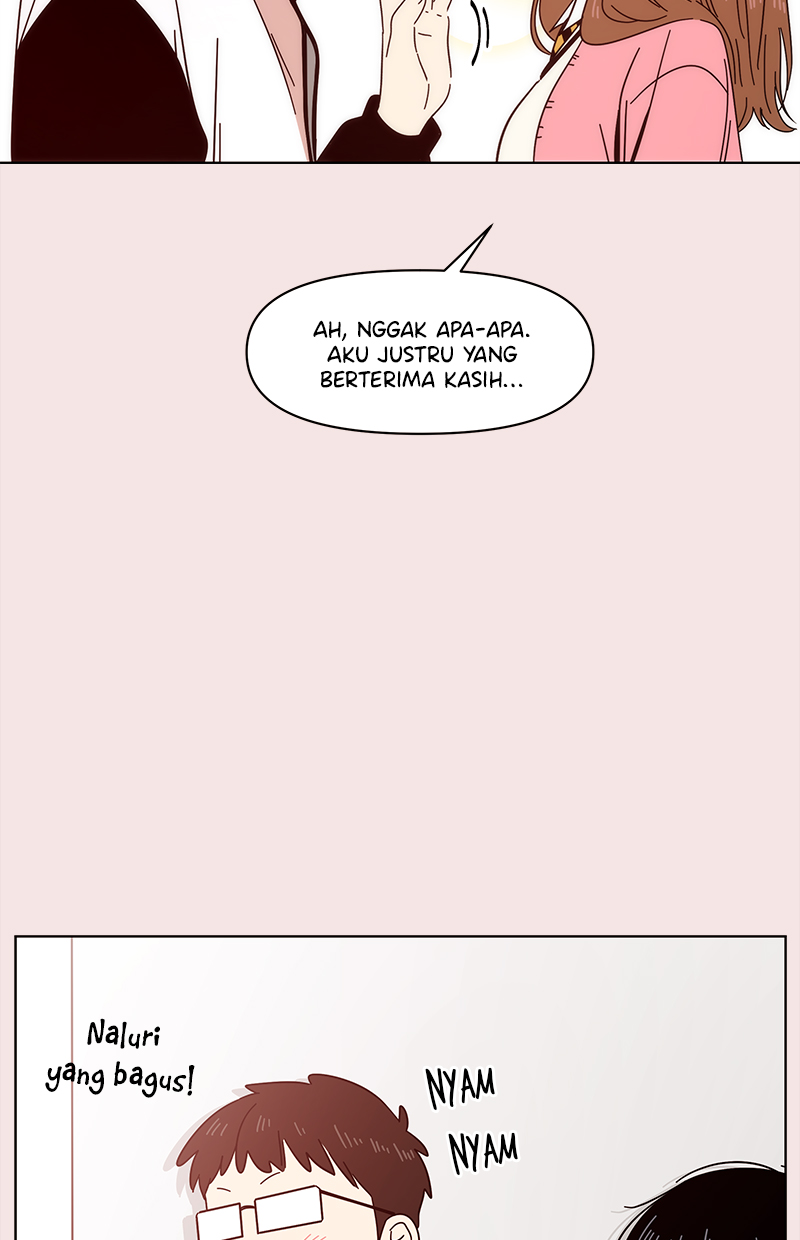 AH, NGGAK APA-APA.
AKU JUSTRU YANG
BERTERIMA KASIH...
Naluri
yang bagus!
NYAM
NYAM